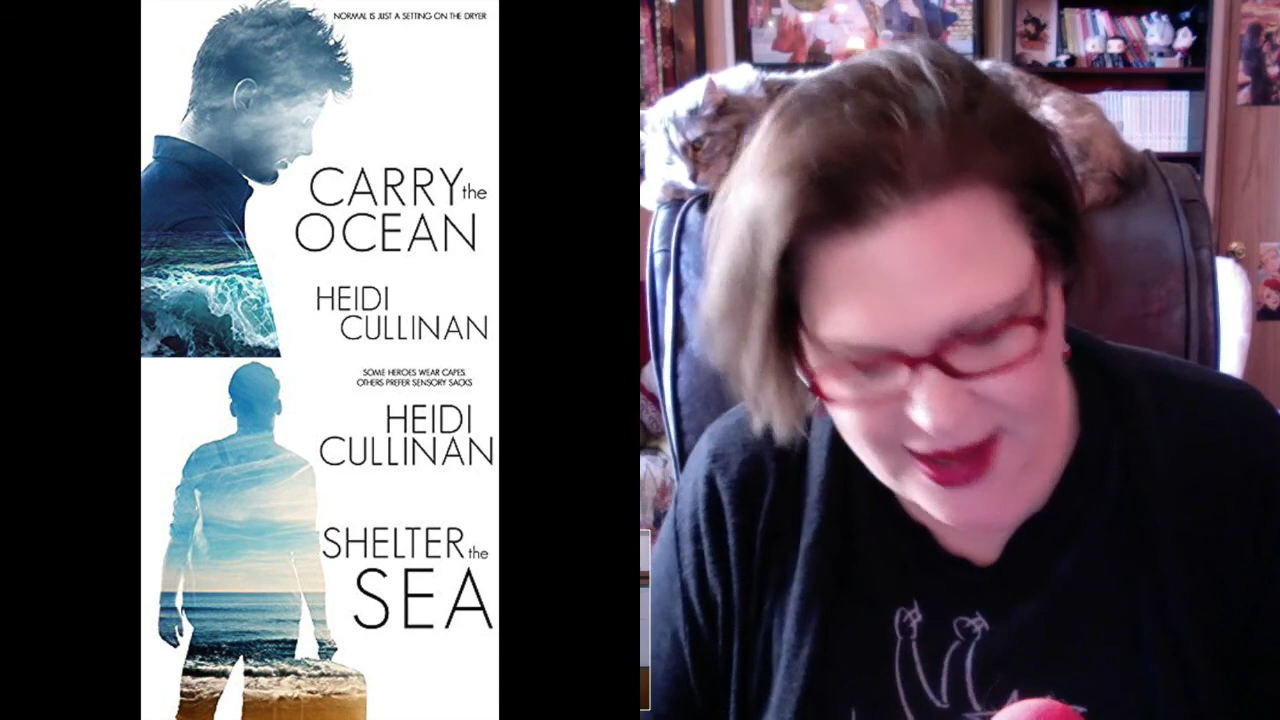 NORMAL IS JUST A SETTING ON THE DRYER
CARRY the
OCEAN
HEIDI
CULLINAN
SOME HEROES WEAR CAPES.
OTHERS PREFER SENSORY SACKS
HEIDI
CULLINAN
SHELTER the
SEA